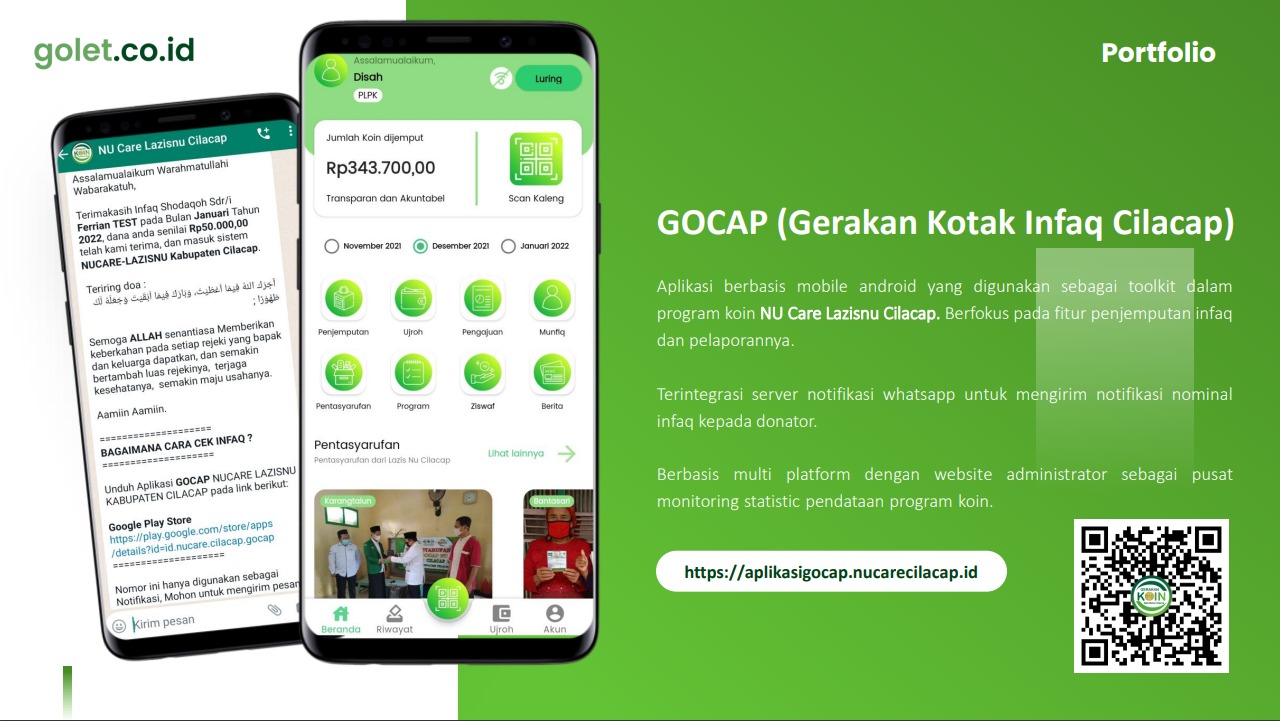 golet.co.id
Portfolio
NU Care Lazisnu Cilacap
Assalamualaikum Warahmatullahi
Wabarakatuh,
Terimakasih Infaq Shodaqoh Sdr/i
Ferrian TEST pada Bulan Januari Tahun
2022, dana anda senilai Rp50.000,00
telah kami terima, dan masuk sistem
NUCARE-LAZISNU Kabupaten Cilacap.
Teriring doa :
آجَرَكَ اللهُ فِيْمَا أَعْطَيْتَ، وَبَارَكَ فِيْمَا أَبْقَيْتَ وَجَعَلَهُ لَكَ
طَهُوْرًا ;
Semoga ALLAH senantiasa Memberikan
keberkahan pada setiap rejeki yang bapak
dan keluarga dapatkan, dan semakin
bertambah luas rejekinya, terjaga
kesehatanya, semakin maju usahanya.
Aamiin Aamiin.
====================
BAGAIMANA CARA CEK INFAQ ?
====================
Unduh Aplikasi GOCAP NUCARE LAZISNU
KABUPATEN CILACAP pada link berikut:
Google Play Store
https://play.google.com/store/apps
/details?id=id.nucare.cilacap.gocap
====================
Nomor ini hanya digunakan sebagai
Notifikasi, Mohon untuk mengirim pesan
Kirim pesan
Assalamualaikum,
Disah
PLPK
Luring
Jumlah Koin dijemput
Rp343.700,00
Transparan dan Akuntabel
Scan Kaleng
November 2021 Desember 2021 Januari 2022
Penjemputan Ujroh Pengajuan Munfiq
Pentasyarufan Program Ziswaf Berita
Pentasyarufan
Pentasyarufan dari Lazis Nu Cilacap
Lihat lainnya
Karangtalun
Bantasari
Beranda Riwayat Ujroh Akun
GOCAP (Gerakan Kotak Infaq Cilacap)
Aplikasi berbasis mobile android yang digunakan sebagai toolkit dalam
program koin NU Care Lazisnu Cilacap. Berfokus pada fitur penjemputan infaq
dan pelaporannya.
Terintegrasi server notifikasi whatsapp untuk mengirim notifikasi nominal
infaq kepada donator.
Berbasis multi platform dengan website administrator sebagai pusat
monitoring statistic pendataan program koin.
https://aplikasigocap.nucarecilacap.id
GERAKAN
KOIN